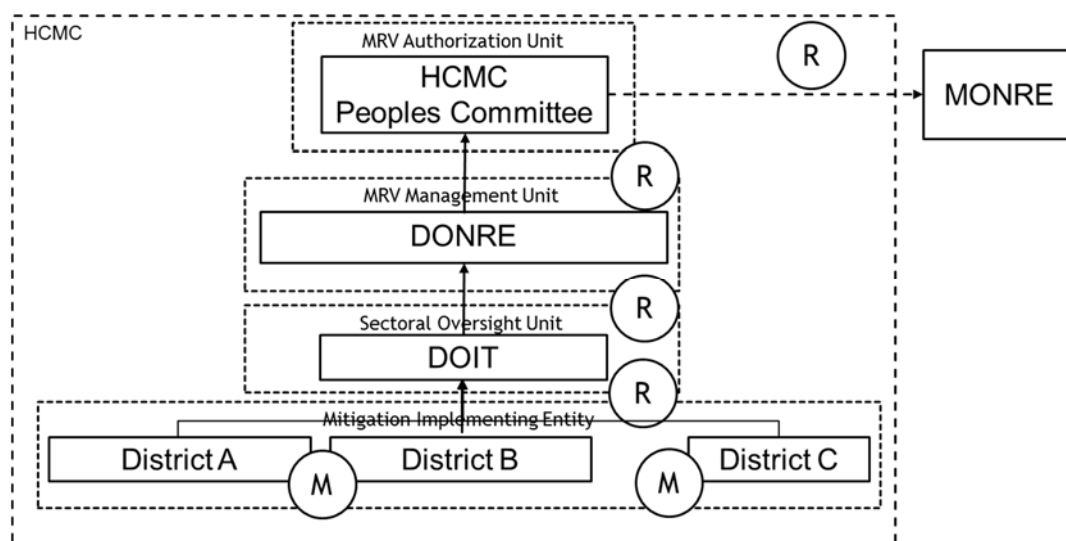 HCMC
MRV Authorization Unit
HCMC
Peoples Committee
R
MONRE
R
MRV Management Unit
DONRE
R
Sectoral Oversight Unit
DOIT
R
Mitigation Implementing Entity
District A
M
District B
M
District C